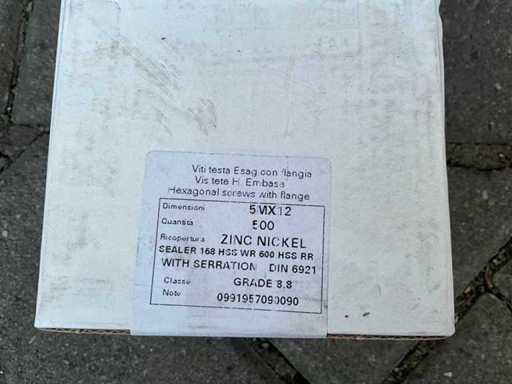 Viti testa Esag.con flangia
Vis tete H. Embase
Hexagonal screws with flange
Dimensioni 5MX12
Quantita 500
Ricopertura ZINC NICKEL
SEALER 168 HSS WR 600 HSS RR
WITH SERRATION DIN 6921
Classe GRADE 8.8
Note 0991957090090